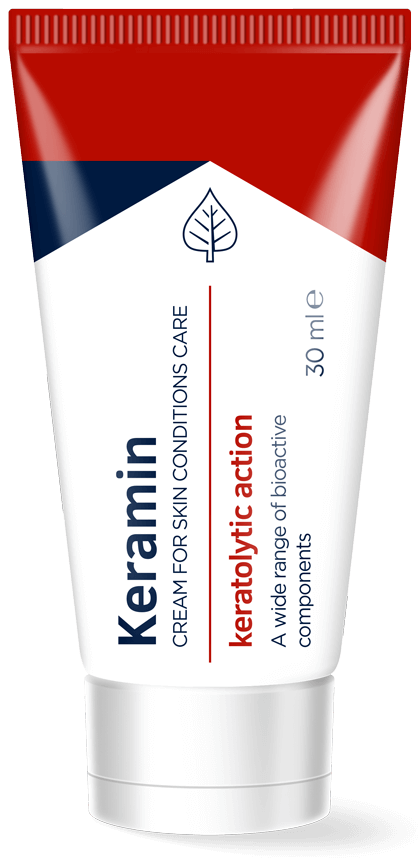 Keramin
CREAM FOR SKIN CONDITIONS CARE
keratolytic action
A wide range of bioactive
components
30 ml ℮